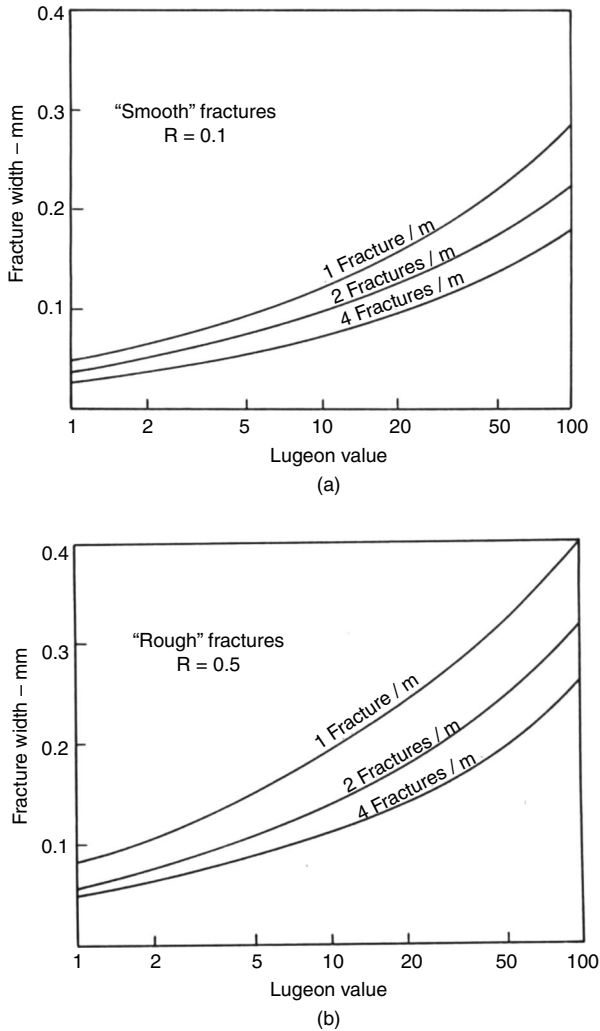 0.4
0.3
0.2
0.1
Fracture width – mm
“Smooth” fractures
R = 0.1
1 Fracture / m
2 Fractures / m
4 Fractures / m
1 2 5 10 20 50 100
Lugeon value
(a)
0.4
0.3
0.2
0.1
Fracture width – mm
“Rough” fractures
R = 0.5
1 Fracture / m
2 Fractures / m
4 Fractures / m
1 2 5 10 20 50 100
Lugeon value
(b)